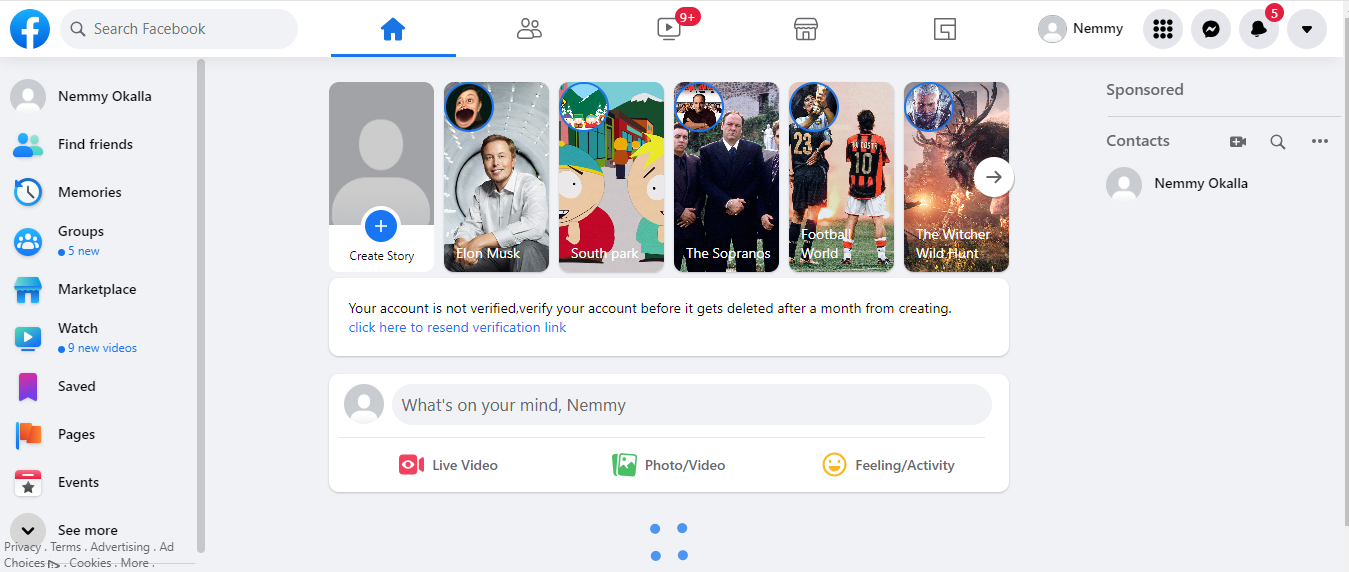 Search Facebook
9+
Nemmy
5
Nemmy Okalla
Find friends
Memories
Groups
5 new
Marketplace
Watch
9 new videos
Saved
Pages
Events
See more
Privacy . Terms . Advertising . Ad
Choices . Cookies . More .
Create Story
Elon Musk
South park
The Sopranos
23
10
Football
World
The Witcher
Wild Hunt
Your account is not verified,verify your account before it gets deleted after a month from creating.
click here to resend verification link
What's on your mind, Nemmy
Live Video
Photo/Video
Feeling/Activity
Sponsored
Contacts
Nemmy Okalla